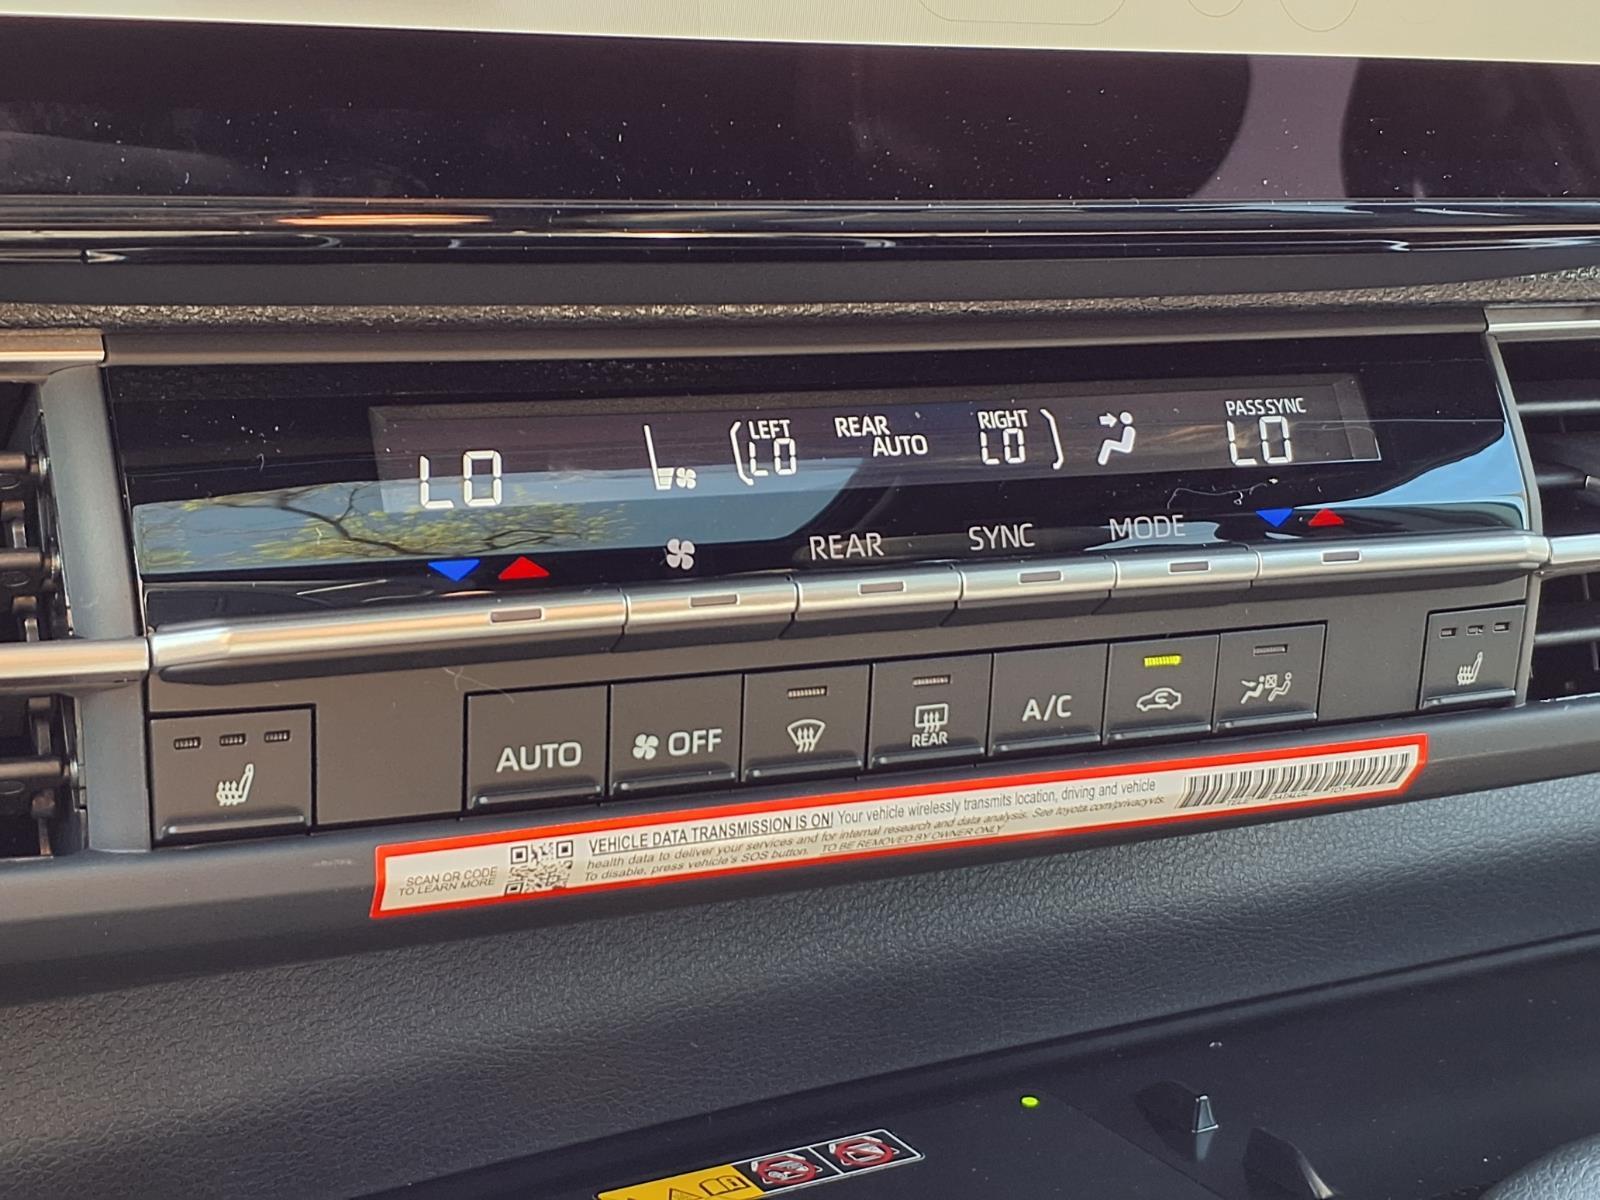 LO
LEFT
LO
REAR
AUTO
RIGHT
LO
PASS SYNC
LO
REAR
SYNC
MODE
AUTO
OFF
REAR
A/C
SCAN QR CODE
TO LEARN MORE
VEHICLE DATA TRANSMISSION IS ON! Your vehicle wirelessly transmits location, driving and vehicle
health data to deliver your services and for internal research and data analysis. See toyota.com/privacyvts.
To disable, press vehicle's SOS button. TO BE REMOVED BY OWNER ONLY